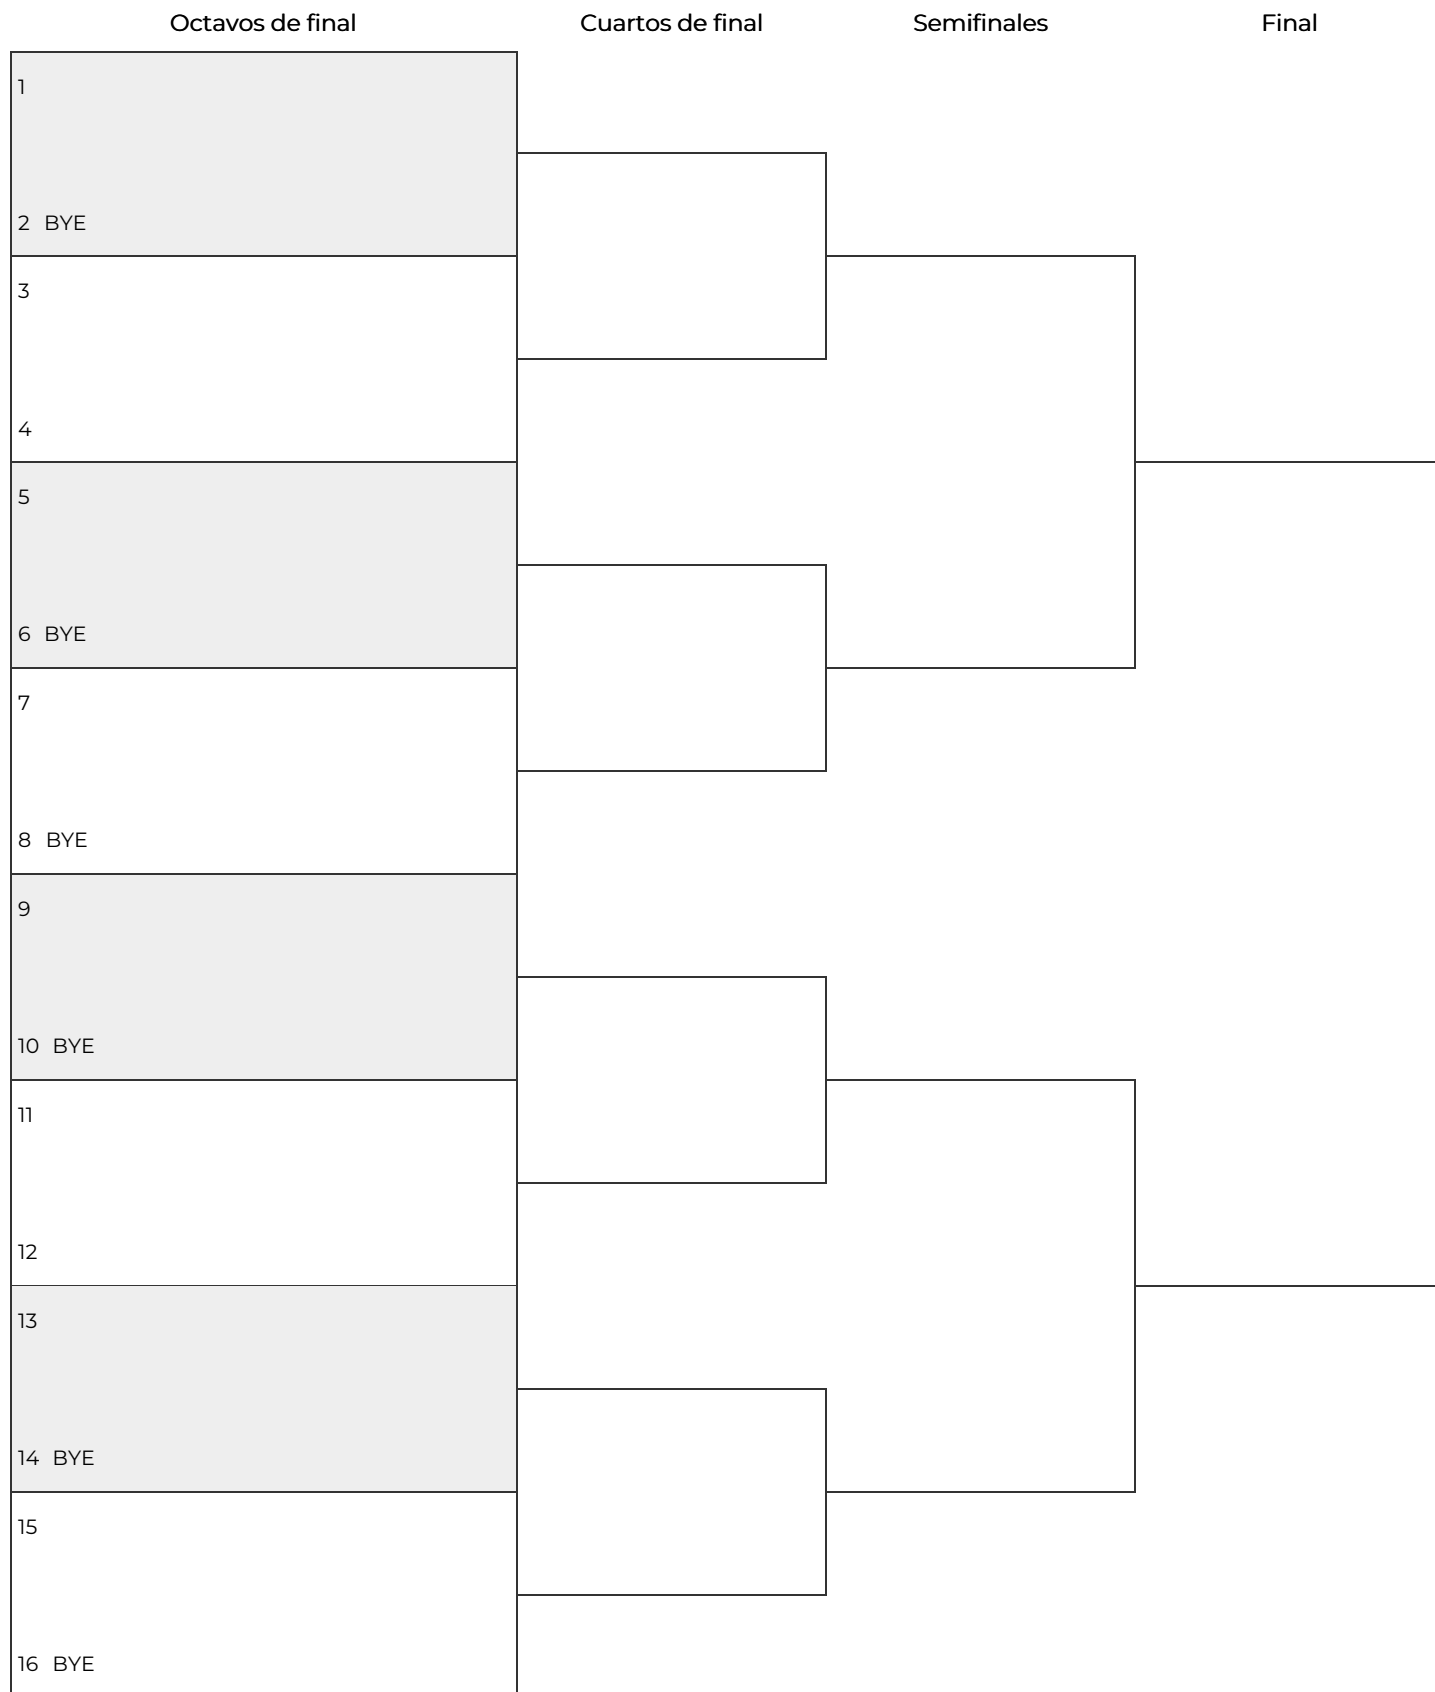 Octavos de final Cuartos de final Semifinales Final
1
2 BYE
3
4
5
6 BYE
7
8 BYE
9
10 BYE
11
12
13
14 BYE
15
16 BYE